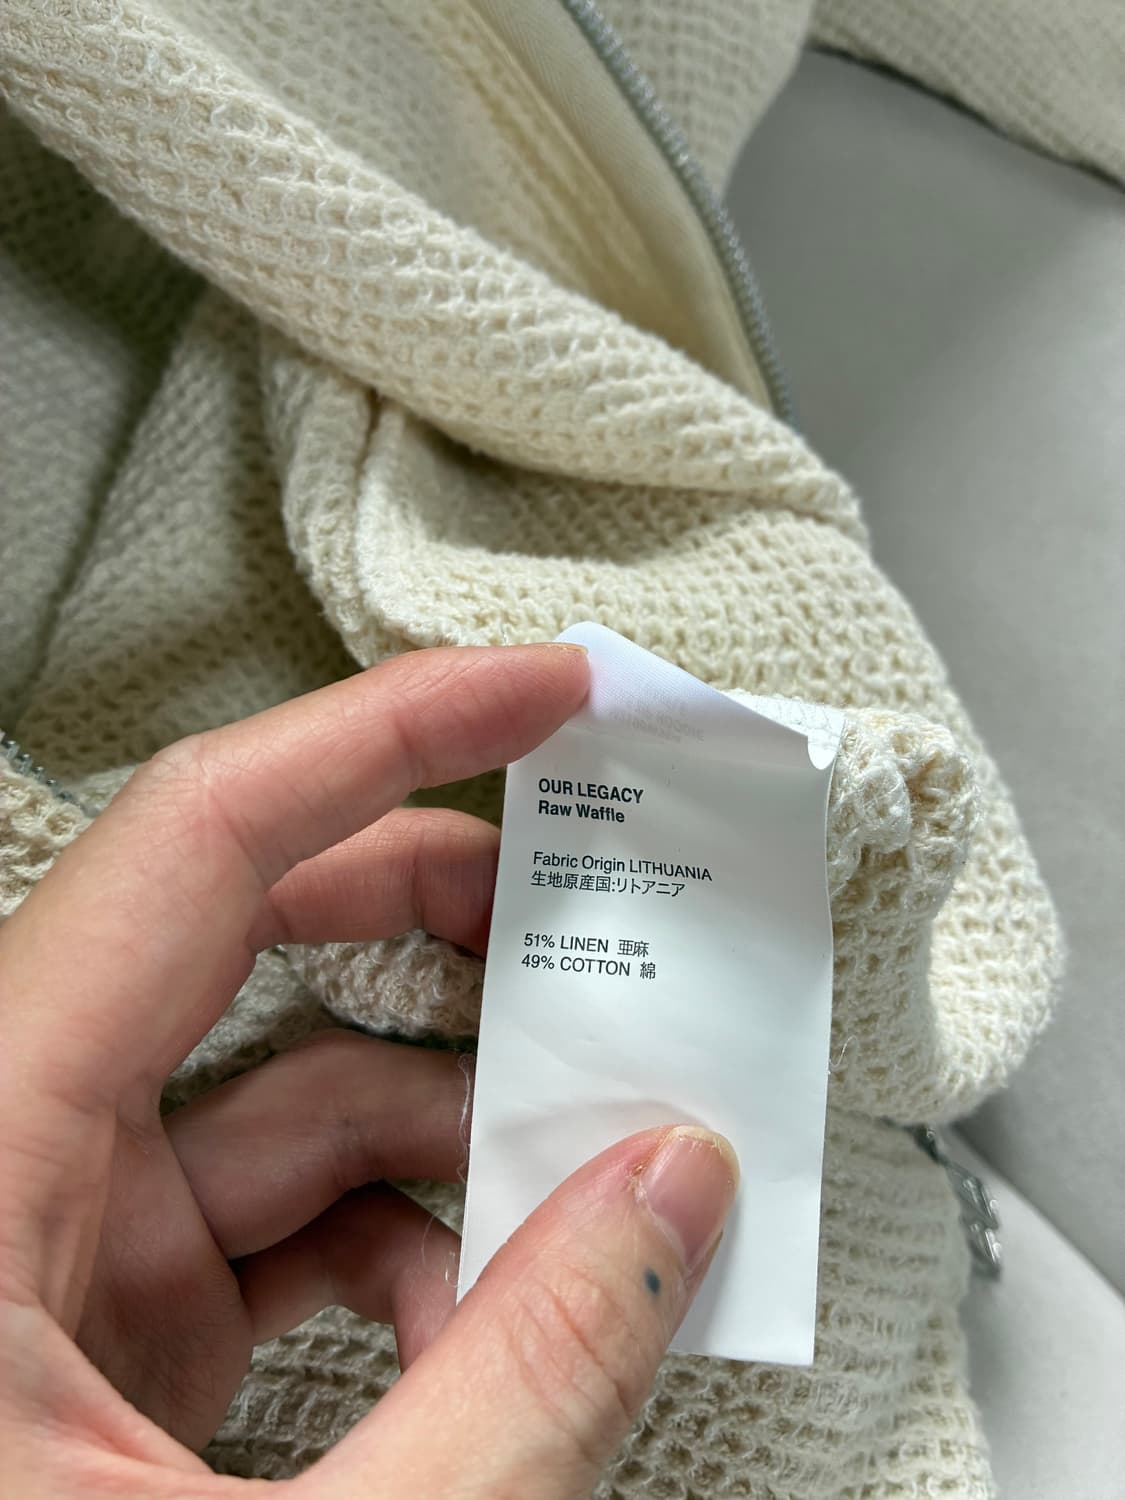 OUR LEGACY
Raw Waffle
Fabric Origin LITHUANIA
生地原産国:リトアニア
51% LINEN 亜麻
49% COTTON 綿